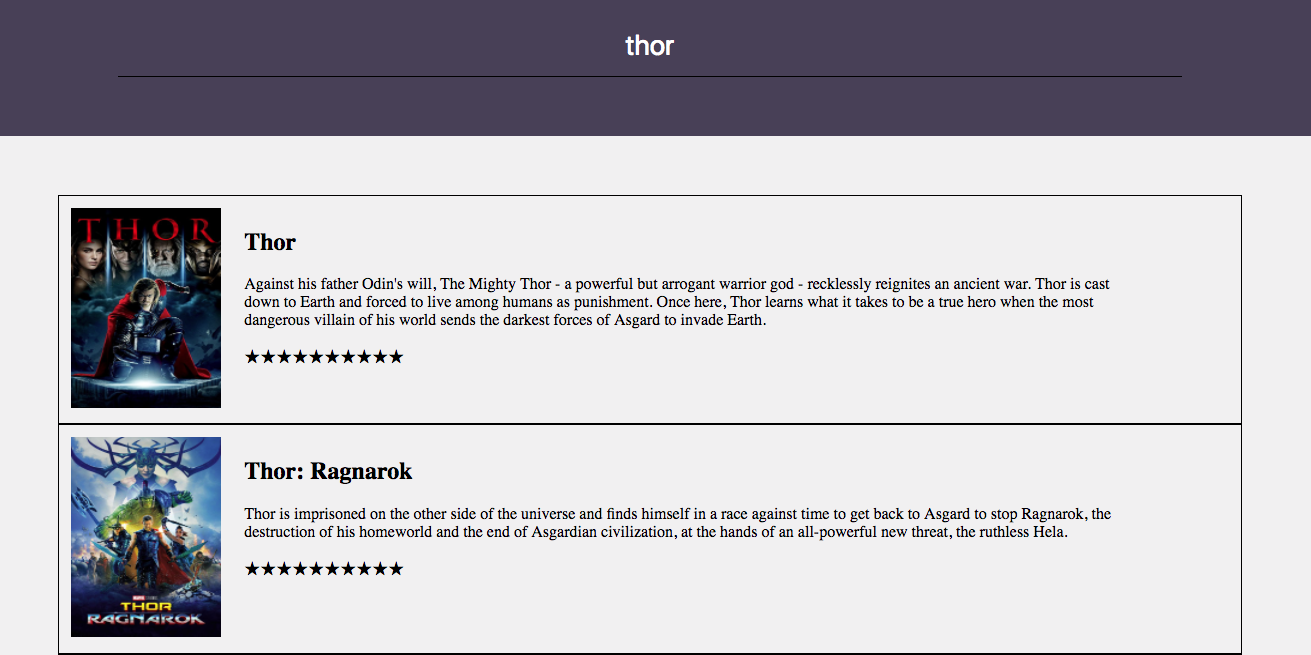 thor
THOR
Thor
Against his father Odin's will, The Mighty Thor - a powerful but arrogant warrior god - recklessly reignites an ancient war. Thor is cast
down to Earth and forced to live among humans as punishment. Once here, Thor learns what it takes to be a true hero when the most
dangerous villain of his world sends the darkest forces of Asgard to invade Earth.
★★★★★★★★★★
Thor: Ragnarok
Thor is imprisoned on the other side of the universe and finds himself in a race against time to get back to Asgard to stop Ragnarok, the
destruction of his homeworld and the end of Asgardian civilization, at the hands of an all-powerful new threat, the ruthless Hela.
★★★★★★★★★★
THOR
RAGNAROK